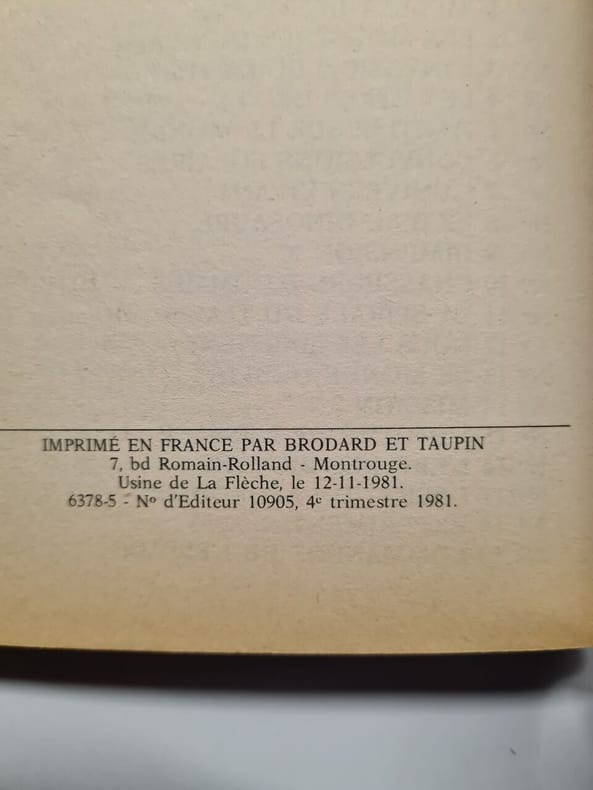 IMPRIMÉ EN FRANCE PAR BRODARD ET TAUPIN
7, bd Romain-Rolland - Montrouge.
Usine de La Flèche, le 12-11-1981.
6378-5 - Nº d'Editeur 10905, 4ᵉ trimestre 1981.